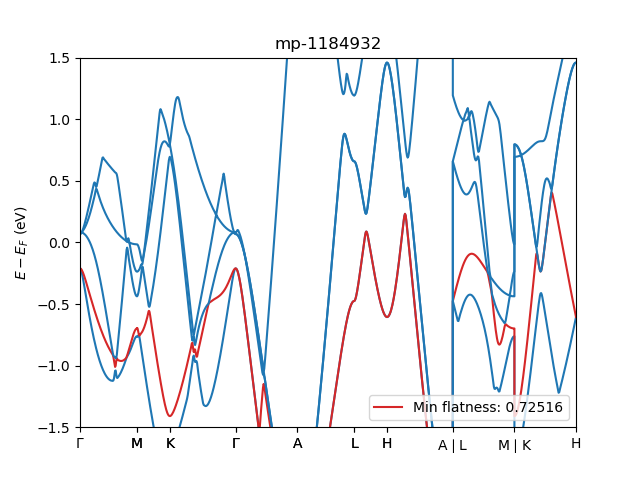 mp-1184932
E − E_F (eV)
1.5
1.0
0.5
0.0
−0.5
−1.0
−1.5
Min flatness: 0.72516
Γ M K Γ A L H A | L M | K H